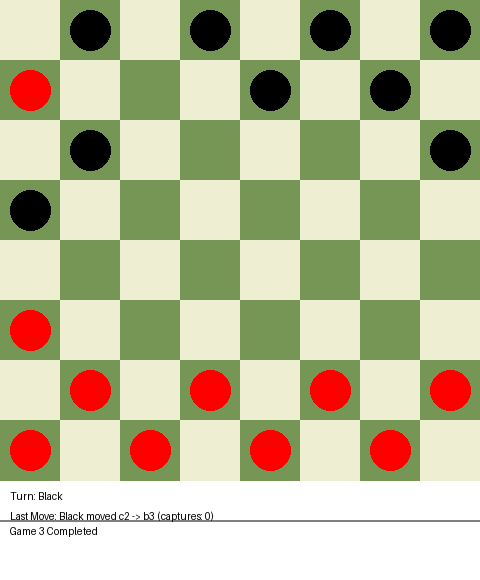 Turn: Black
Last Move: Black moved c2 -> b3 (captures: 0)
Game 3 Completed